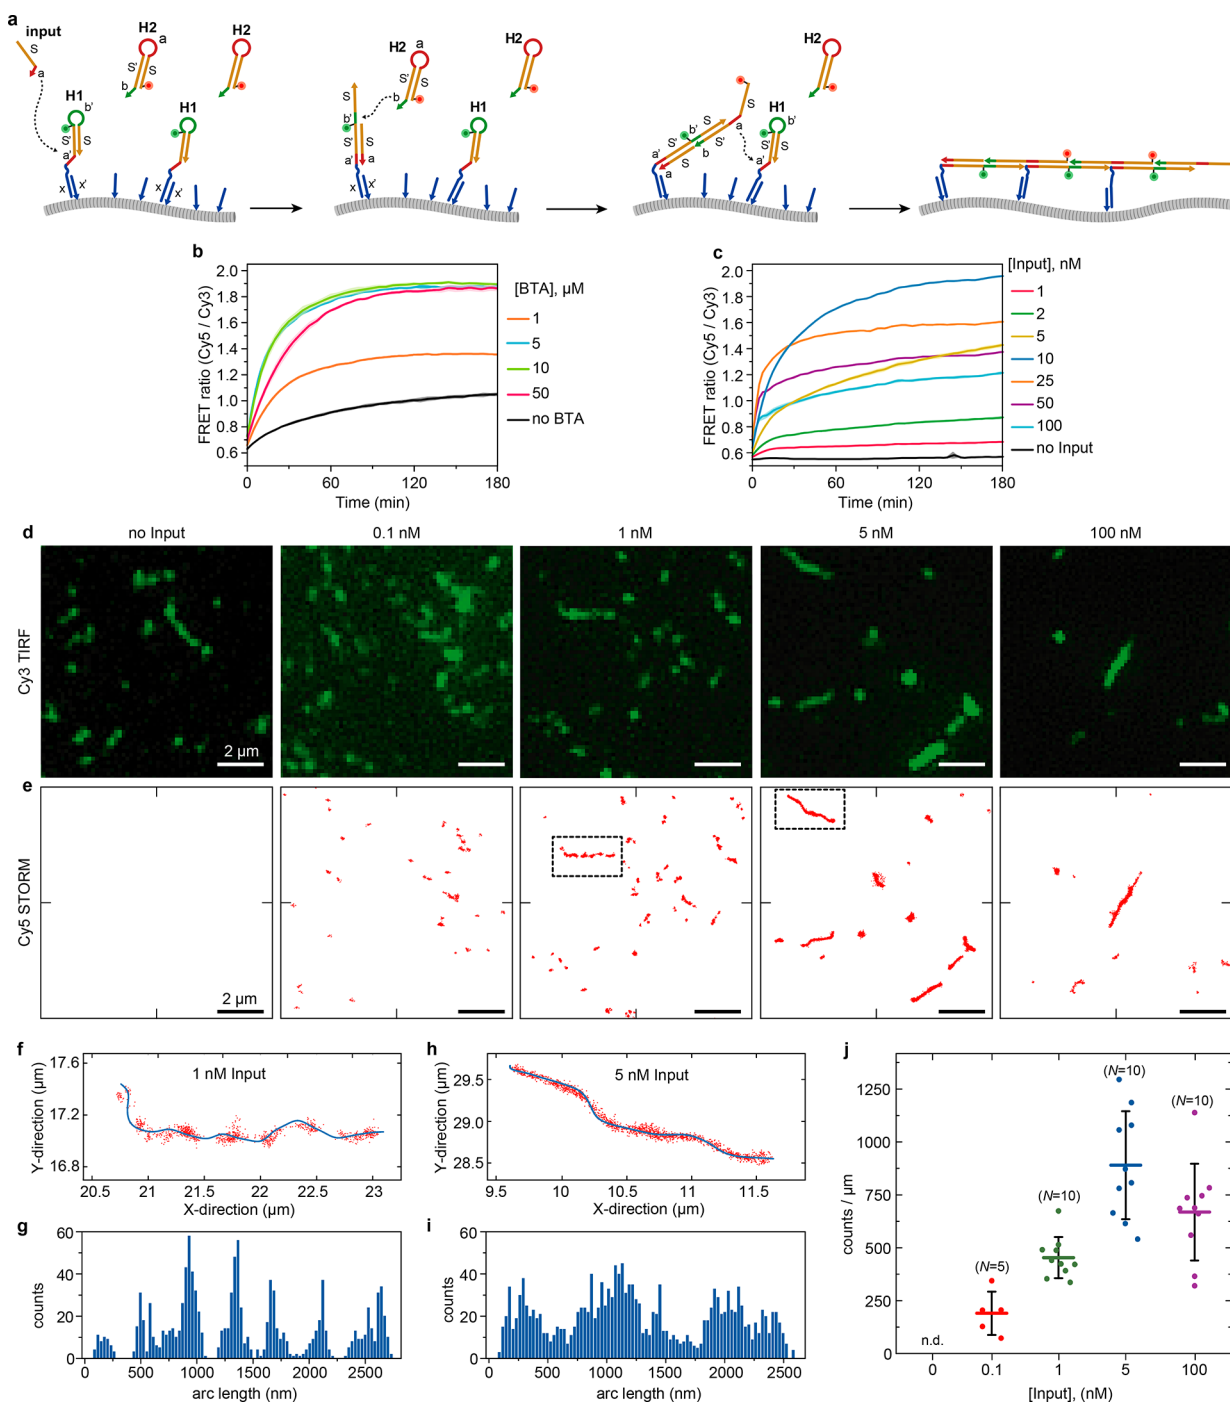 a
input
S
a
H1
b'
S'
S
a'
x
x'
H2
a
S'
S
b
H1
x
x'
H2
S
b'
S'
S
a'
a
x
x'
H2
a
S'
S
b
H1
x
x'
H2
S
a
b'
S'
S
b
a'
a
H1
b'
S'
S
a'
x
x'
H2
b
FRET ratio (Cy5 / Cy3)
2.0
1.8
1.6
1.4
1.2
1.0
0.8
0.6
0
60
120
180
Time (min)
[BTA], µM
1
5
10
50
no BTA
c
FRET ratio (Cy5 / Cy3)
2.0
1.8
1.6
1.4
1.2
1.0
0.8
0.6
0
60
120
180
Time (min)
[Input], nM
1
2
5
10
25
50
100
no Input
d
no Input
0.1 nM
1 nM
5 nM
100 nM
Cy3 TIRF
2 µm
e
Cy5 STORM
2 µm
f
1 nM Input
Y-direction (µm)
17.6
17.2
16.8
20.5
21
21.5
22
22.5
23
X-direction (µm)
g
counts
60
40
20
0
0
500
1000
1500
2000
2500
arc length (nm)
h
5 nM Input
Y-direction (µm)
29.5
29.0
28.5
9.5
10
10.5
11
11.5
X-direction (µm)
i
counts
60
40
20
0
0
500
1000
1500
2000
2500
arc length (nm)
j
counts / µm
1250
1000
750
500
250
0
n.d.
(N=5)
(N=10)
(N=10)
(N=10)
0
0.1
1
5
100
[Input], (nM)